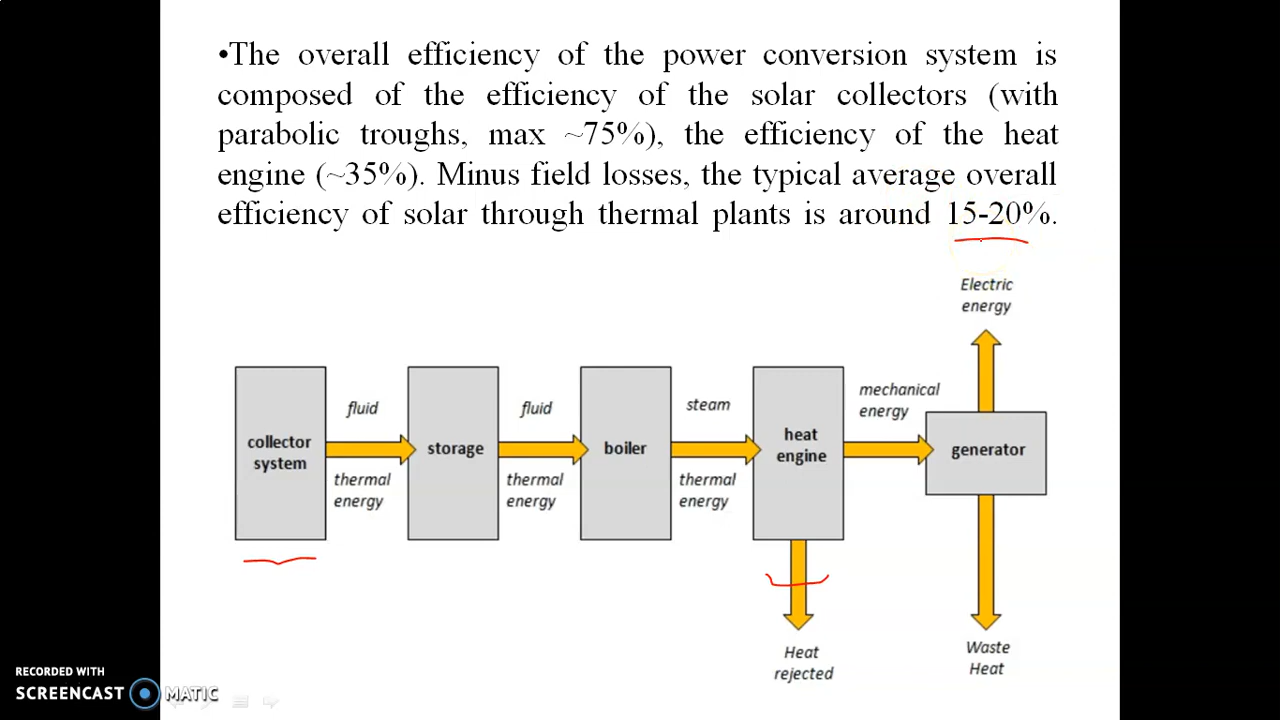 •The overall efficiency of the power conversion system is
composed of the efficiency of the solar collectors (with
parabolic troughs, max ~75%), the efficiency of the heat
engine (~35%). Minus field losses, the typical average overall
efficiency of solar through thermal plants is around 15-20%.
Electric
energy
fluid
fluid
steam
mechanical
energy
collector
system
storage
boiler
heat
engine
generator
thermal
energy
thermal
energy
thermal
energy
Heat
rejected
Waste
Heat
RECORDED WITH
SCREENCAST MATIC